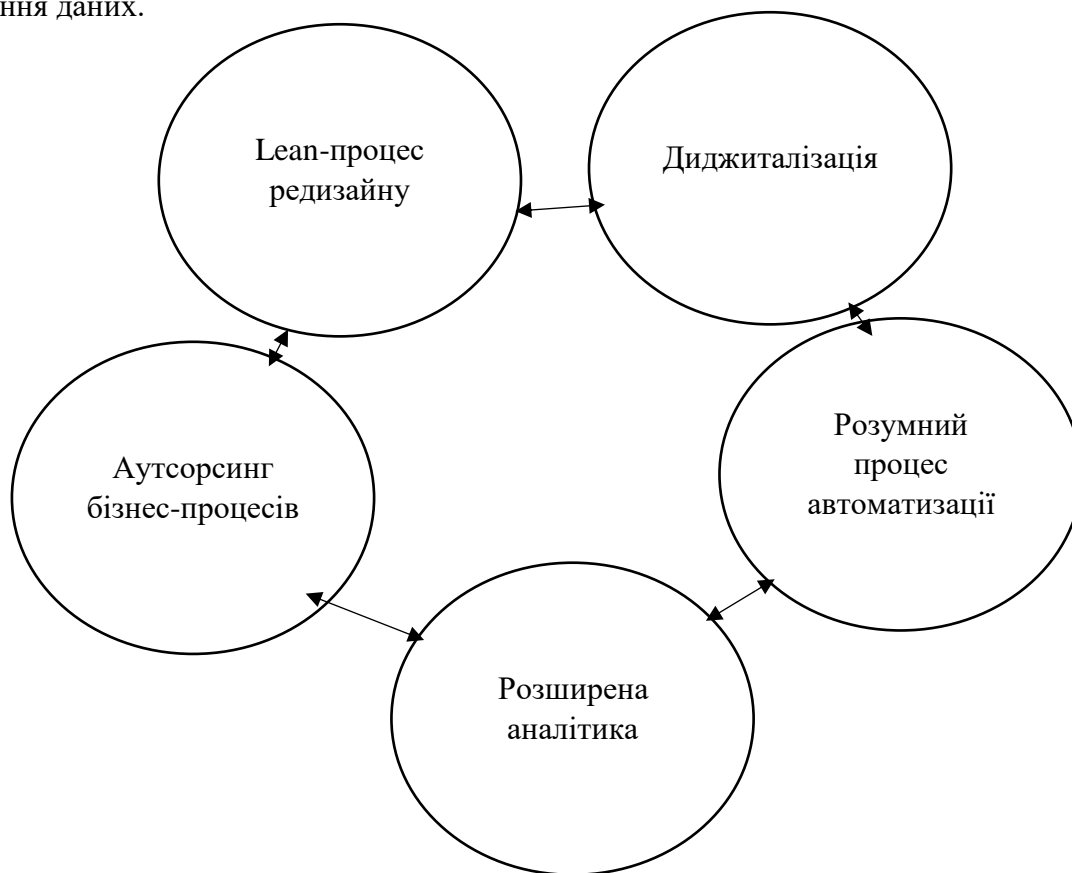 ння даних.
Lean-процес
редизайну
Диджиталізація
Аутсорсинг
бізнес-процесів
Розумний
процес
автоматизації
Розширена
аналітика